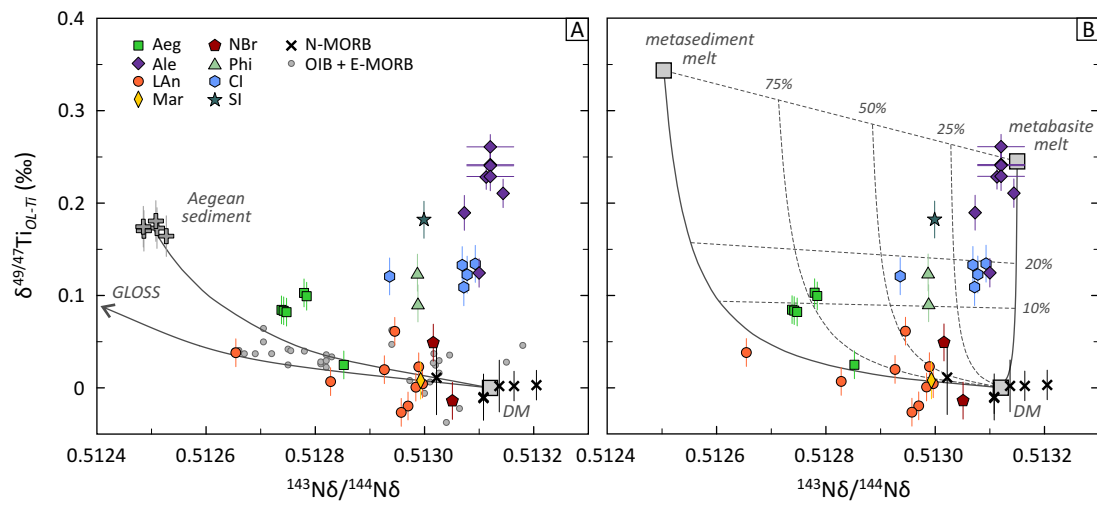 A
B
0.4
0.3
0.2
0.1
0
δ⁴⁹/⁴⁷Ti OL-Ti (‰)
Aeg
Ale
LAn
Mar
NBr
Phi
CI
SI
N-MORB
OIB + E-MORB
Aegean
sediment
GLOSS
DM
0.5124
0.5126
0.5128
0.5130
0.5132
¹⁴³Nδ/¹⁴⁴Nδ
metasediment
melt
75%
50%
25%
metabasite
melt
20%
10%
DM
0.5124
0.5126
0.5128
0.5130
0.5132
¹⁴³Nδ/¹⁴⁴Nδ